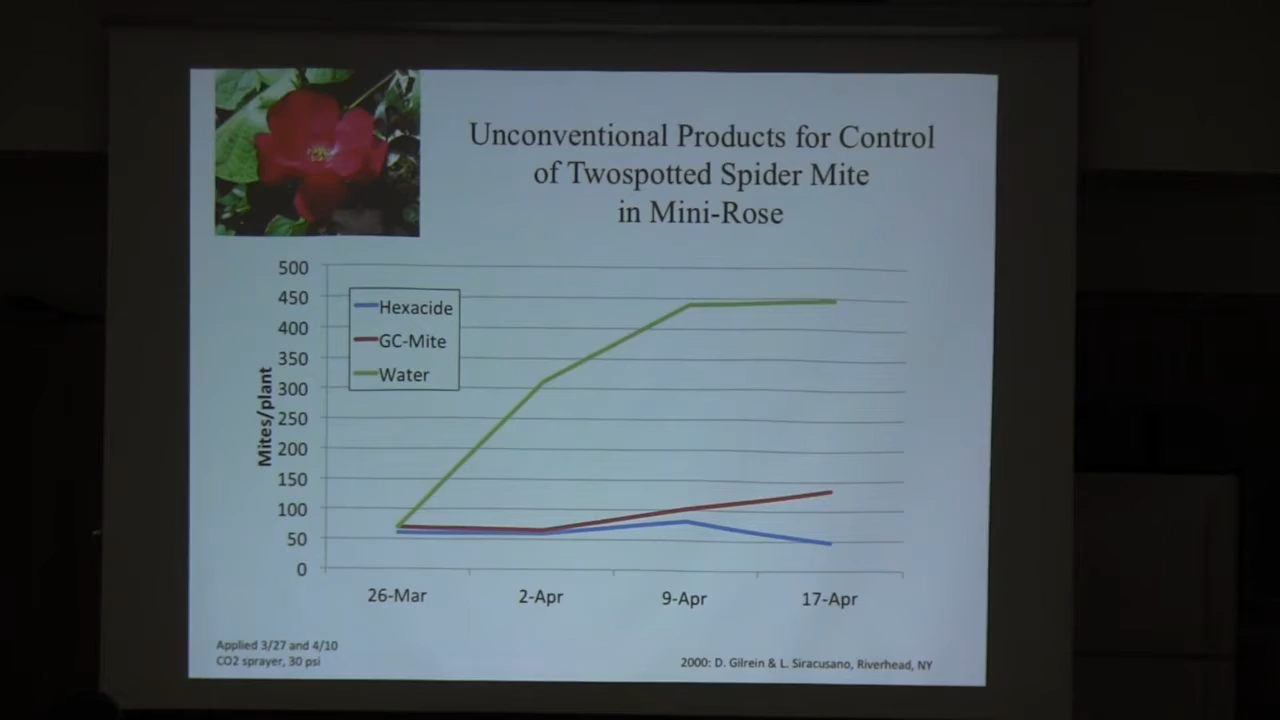 Unconventional Products for Control
of Twospotted Spider Mite
in Mini-Rose
500
450
400
350
300
250
200
150
100
50
0
Mites/plant
Hexacide
GC-Mite
Water
26-Mar
2-Apr
9-Apr
17-Apr
Applied 3/27 and 4/10
CO2 sprayer, 30 psi
2000: D. Gilrein & L. Siracusano, Riverhead, NY